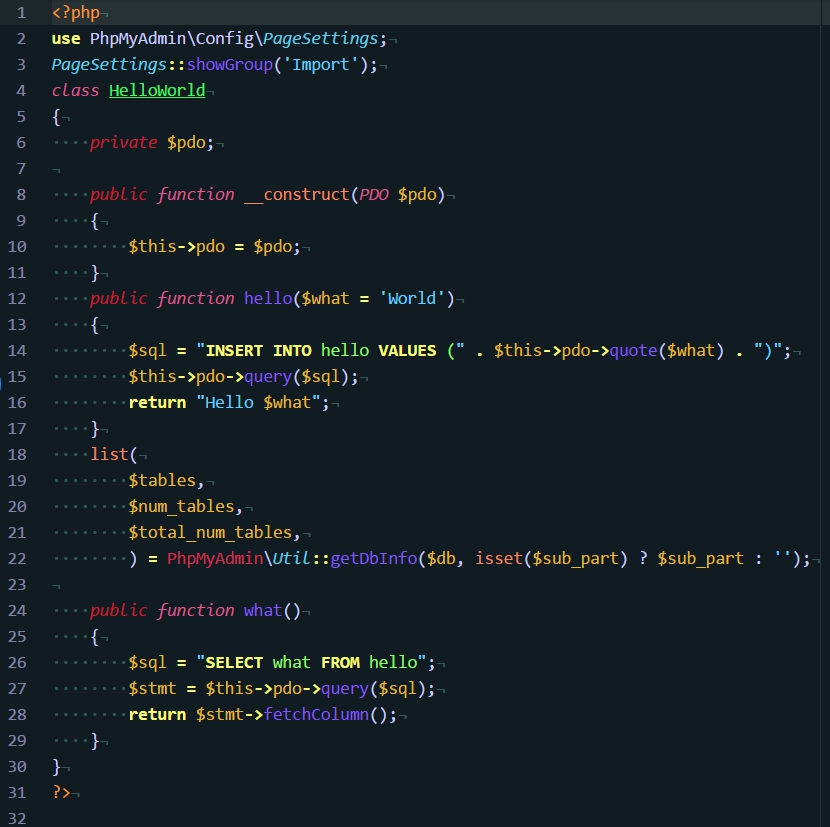 1 <?php¬
2 use PhpMyAdmin\Config\PageSettings;¬
3 PageSettings::showGroup('Import');¬
4 class HelloWorld¬
5 {¬
6 ····private $pdo;¬
7 ¬
8 ····public function __construct(PDO $pdo)¬
9 ····{¬
10 ········$this->pdo = $pdo;¬
11 ····}¬
12 ····public function hello($what = 'World')¬
13 ····{¬
14 ········$sql = "INSERT INTO hello VALUES (" . $this->pdo->quote($what) . ")";¬
15 ········$this->pdo->query($sql);¬
16 ········return "Hello $what";¬
17 ····}¬
18 ····list(¬
19 ········$tables,¬
20 ········$num_tables,¬
21 ········$total_num_tables,¬
22 ········) = PhpMyAdmin\Util::getDbInfo($db, isset($sub_part) ? $sub_part : '');¬
23 ¬
24 ····public function what()¬
25 ····{¬
26 ········$sql = "SELECT what FROM hello";¬
27 ········$stmt = $this->pdo->query($sql);¬
28 ········return $stmt->fetchColumn();¬
29 ····}¬
30 }¬
31 ?>¬
32